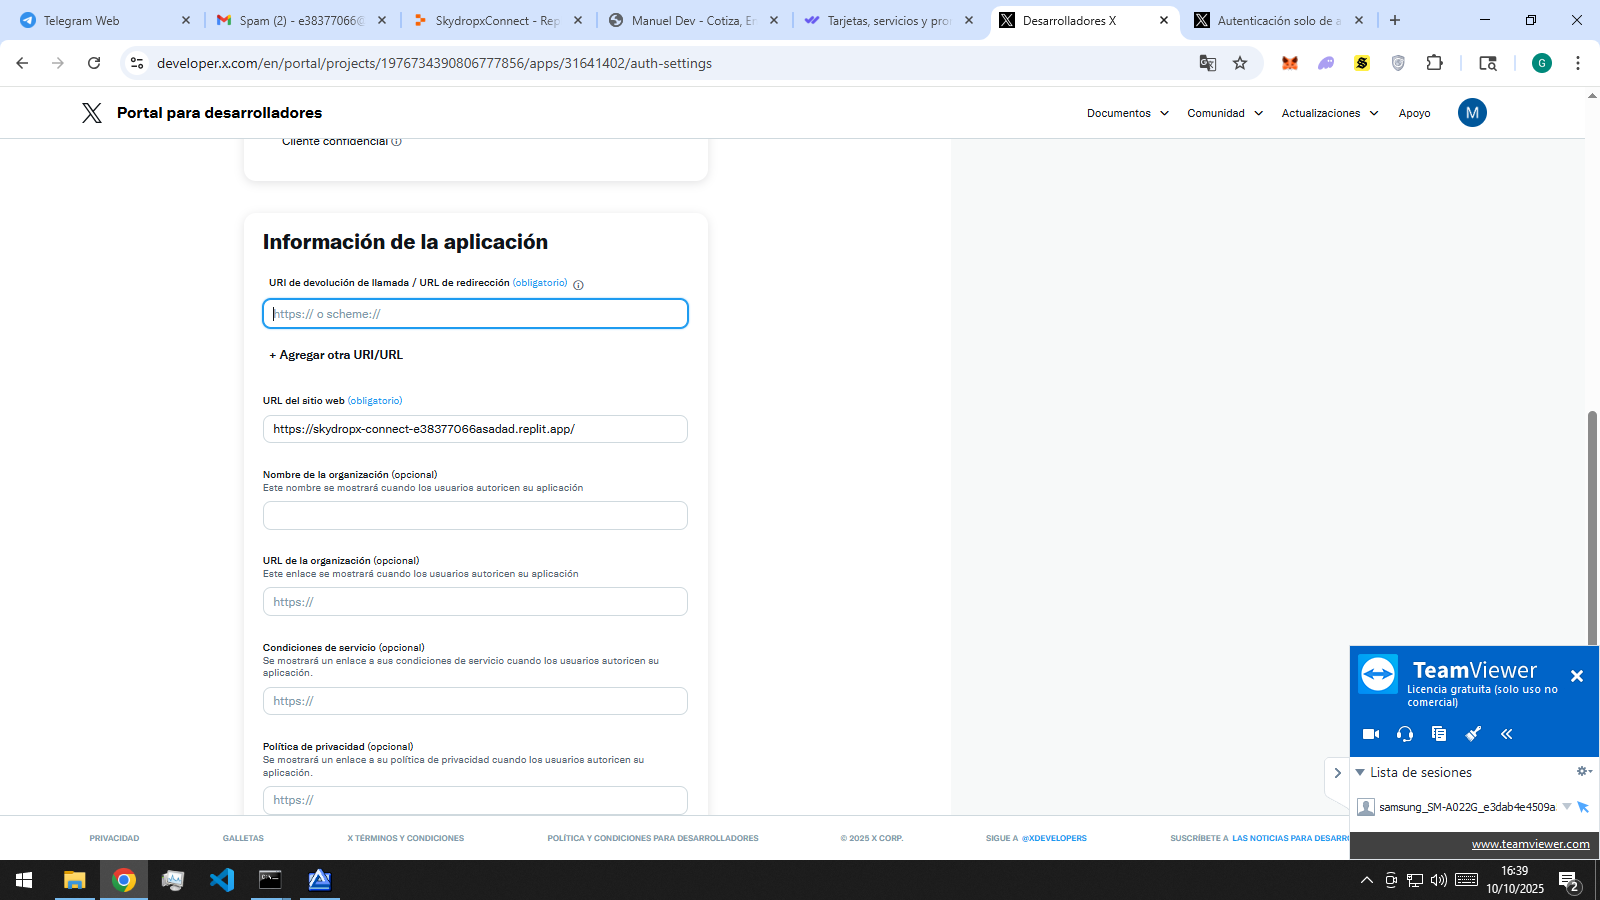 Telegram Web
Spam (2) - e38377066@
SkydropxConnect - Rep
Manuel Dev - Cotiza, En
Tarjetas, servicios y pro
Desarrolladores X
Autenticación solo de a
developer.x.com/en/portal/projects/1976734390806777856/apps/31641402/auth-settings
G
Portal para desarrolladores
Documentos
Comunidad
Actualizaciones
Apoyo
M
Cliente confidencial
Información de la aplicación
URI de devolución de llamada / URL de redirección (obligatorio)
https:// o scheme://
+ Agregar otra URI/URL
URL del sitio web (obligatorio)
https://skydropx-connect-e38377066asadad.replit.app/
Nombre de la organización (opcional)
Este nombre se mostrará cuando los usuarios autoricen su aplicación
URL de la organización (opcional)
Este enlace se mostrará cuando los usuarios autoricen su aplicación
https://
Condiciones de servicio (opcional)
Se mostrará un enlace a sus condiciones de servicio cuando los usuarios autoricen su
aplicación.
https://
Política de privacidad (opcional)
Se mostrará un enlace a su política de privacidad cuando los usuarios autoricen su
aplicación.
https://
PRIVACIDAD
GALLETAS
X TÉRMINOS Y CONDICIONES
POLÍTICA Y CONDICIONES PARA DESARROLLADORES
© 2025 X CORP.
SIGUE A @XDEVELOPERS
SUSCRÍBETE A LAS NOTICIAS PARA DESARR
TeamViewer
Licencia gratuita (solo uso no
comercial)
Lista de sesiones
samsung_SM-A022G_e3dab4e4509a
www.teamviewer.com
16:39
10/10/2025
2